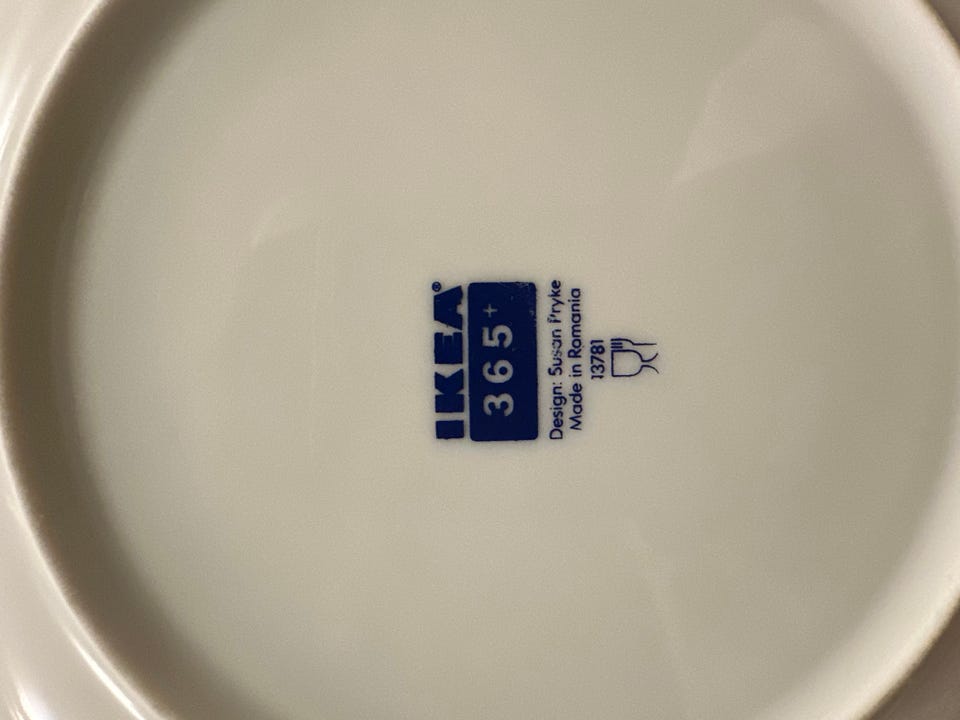 IKEA®
365+
Design: Susan Pryke
Made in Romania
13781